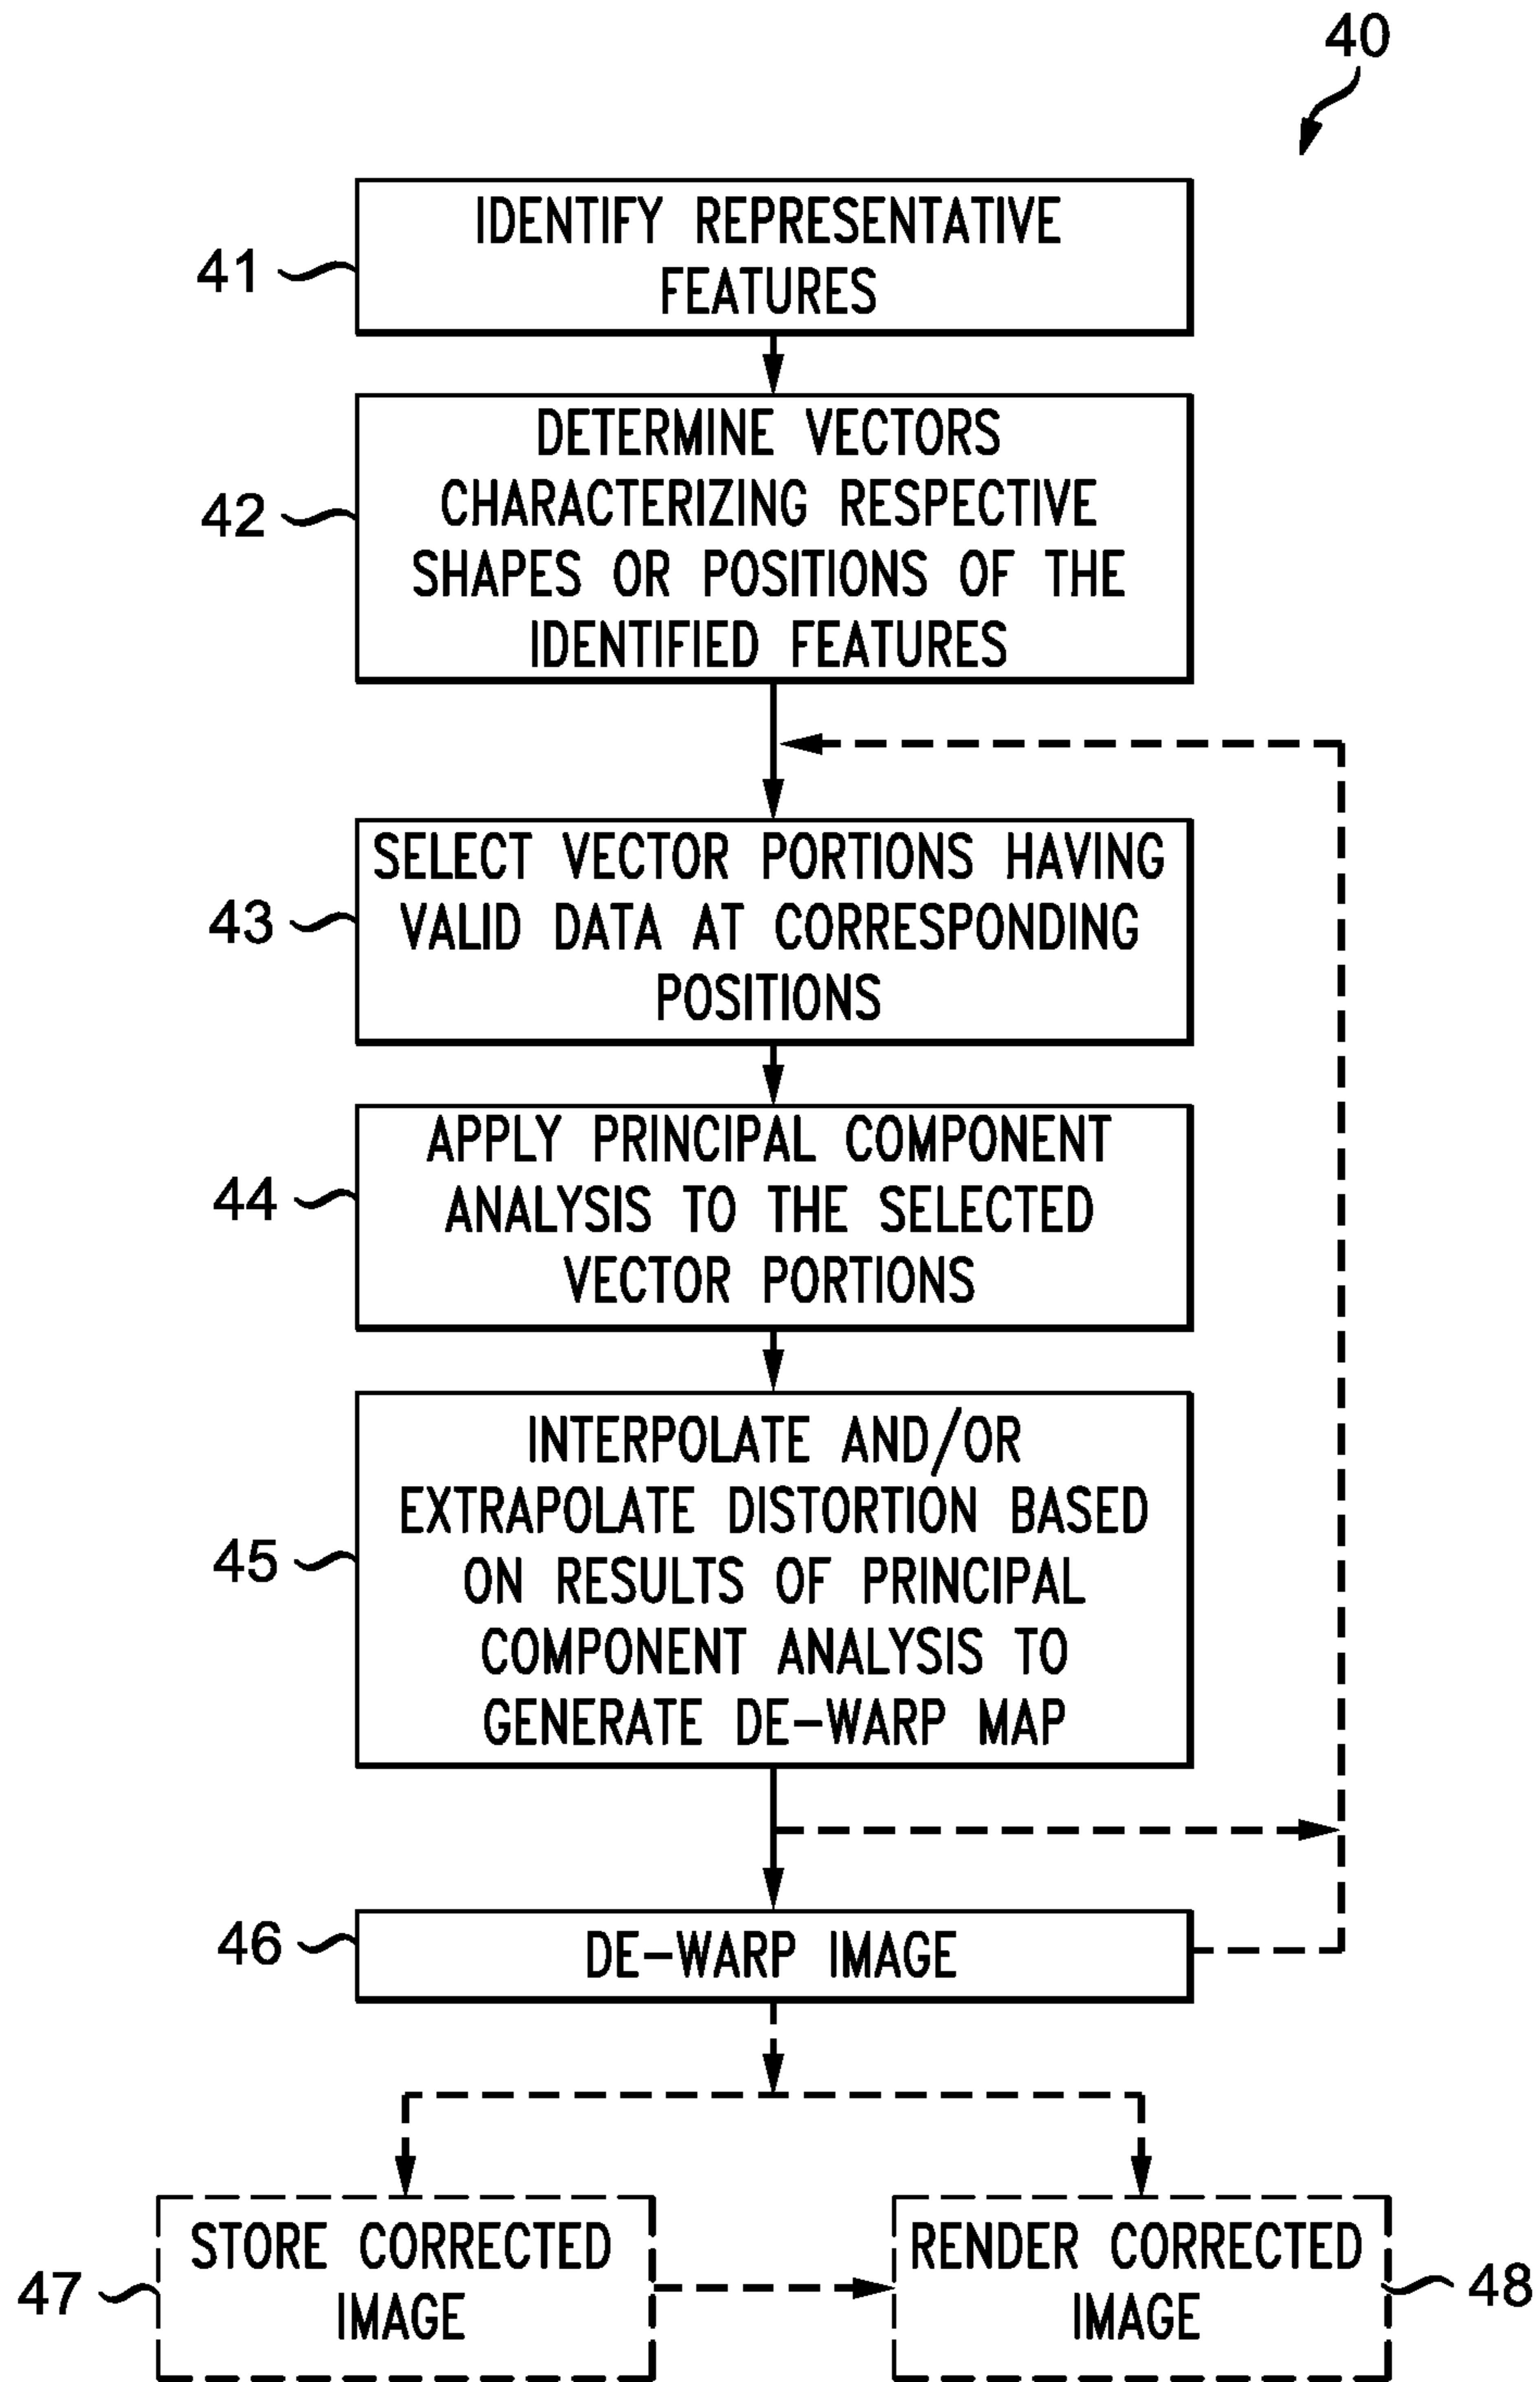 40
IDENTIFY REPRESENTATIVE
FEATURES
41
DETERMINE VECTORS
CHARACTERIZING RESPECTIVE
SHAPES OR POSITIONS OF THE
IDENTIFIED FEATURES
42
SELECT VECTOR PORTIONS HAVING
VALID DATA AT CORRESPONDING
POSITIONS
43
APPLY PRINCIPAL COMPONENT
ANALYSIS TO THE SELECTED
VECTOR PORTIONS
44
INTERPOLATE AND/OR
EXTRAPOLATE DISTORTION BASED
ON RESULTS OF PRINCIPAL
COMPONENT ANALYSIS TO
GENERATE DE-WARP MAP
45
DE-WARP IMAGE
46
STORE CORRECTED
IMAGE
47
RENDER CORRECTED
IMAGE
48